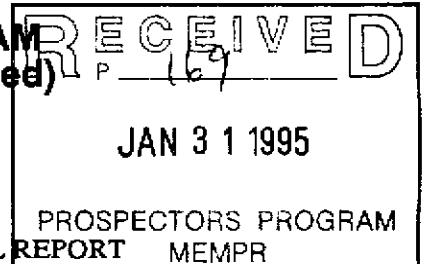 AM
RECEIVED
ed)
P 169
JAN 31 1995
PROSPECTORS PROGRAM
L REPORT MEMPR